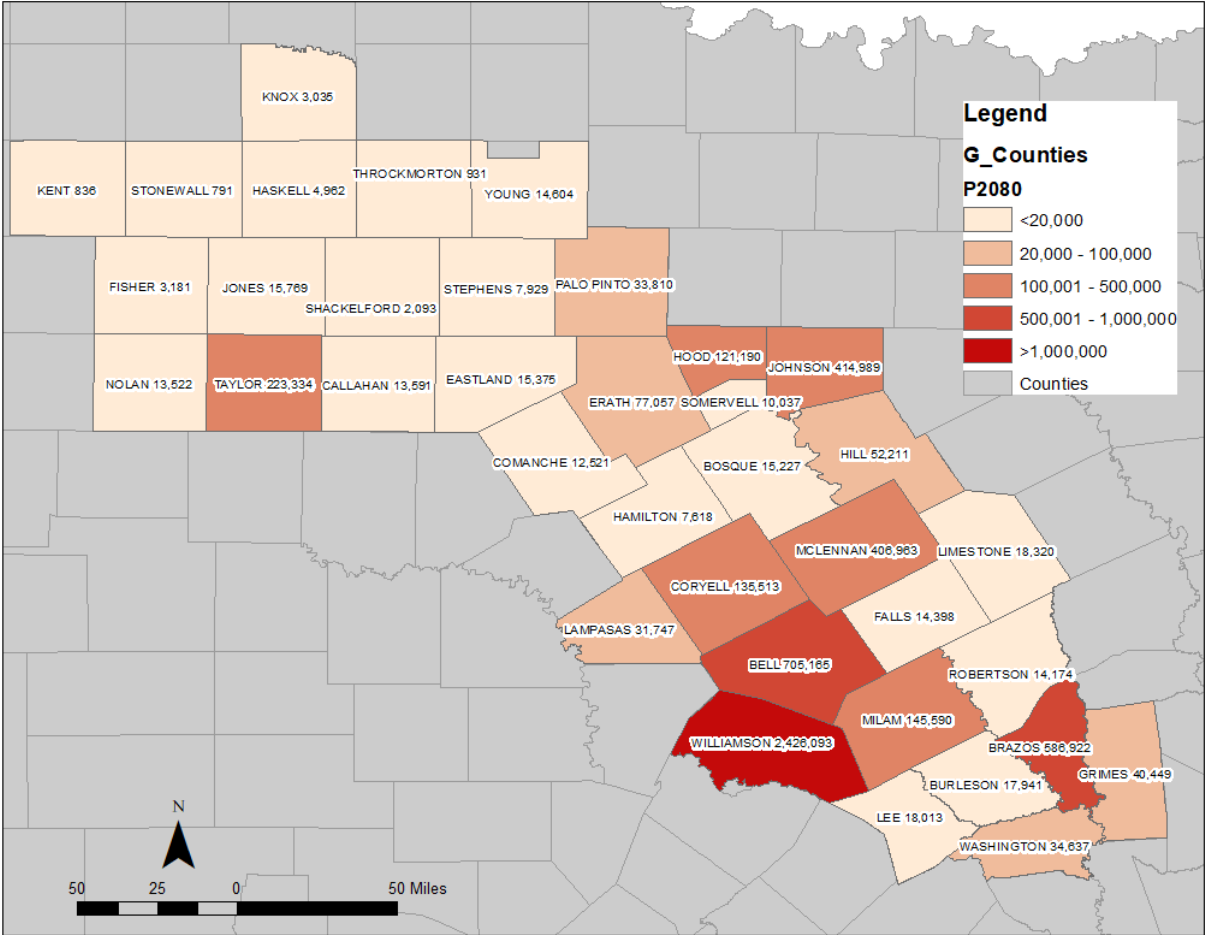 KNOX 3,035
Legend
G_Counties
P2080
<20,000
20,000 - 100,000
100,001 - 500,000
500,001 - 1,000,000
>1,000,000
Counties
KENT 836
STONEWALL 791
HASKELL 4,962
THROCKMORTON 931
YOUNG 14,604
FISHER 3,181
JONES 15,769
SHACKELFORD 2,093
STEPHENS 7,929
PALO PINTO 33,810
NOLAN 13,522
TAYLOR 223,334
CALLAHAN 13,591
EASTLAND 15,375
ERATH 77,057
HOOD 121,190
JOHNSON 414,989
SOMERVELL 10,037
COMANCHE 12,521
BOSQUE 15,227
HILL 52,211
HAMILTON 7,618
MCLENNAN 406,963
LIMESTONE 18,320
CORYELL 135,513
FALLS 14,398
LAMPASAS 31,747
BELL 705,165
ROBERTSON 14,174
MILAM 145,590
WILLIAMSON 2,426,093
BRAZOS 586,922
GRIMES 40,449
BURLESON 17,941
LEE 18,013
WASHINGTON 34,637
N
50 25 0 50 Miles